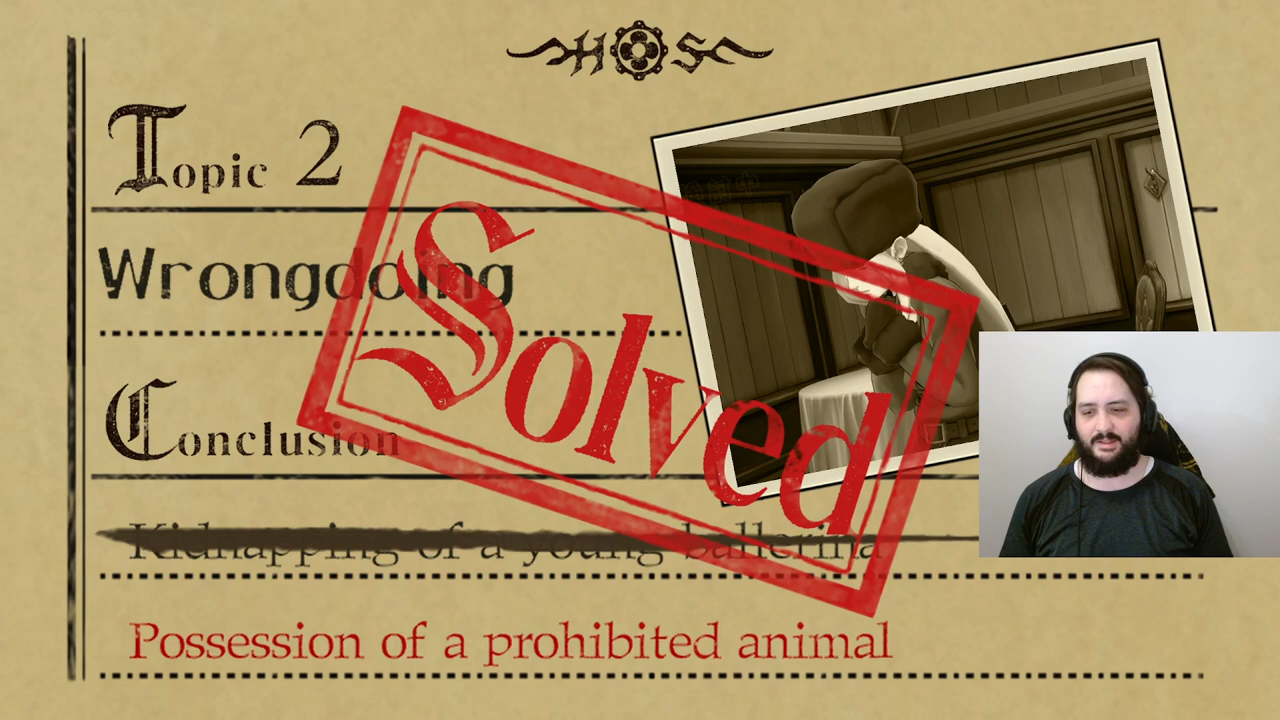 H S
Topic 2
Wrongdoing
Solved
Conclusion
Kidnapping of a young ballerina
Possession of a prohibited animal